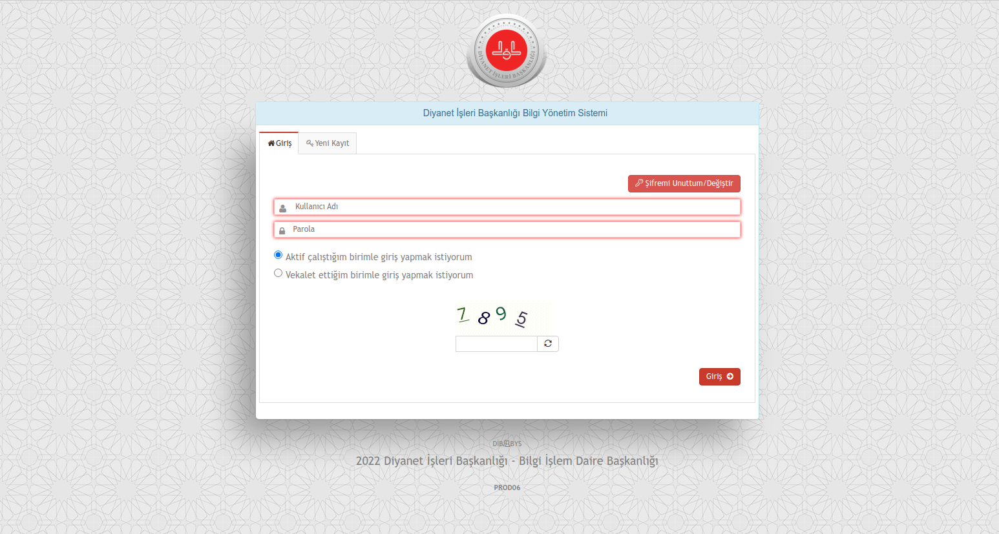 DİYANET İŞLERİ BAŞKANLIĞI
Diyanet İşleri Başkanlığı Bilgi Yönetim Sistemi
Giriş
Yeni Kayıt
Şifremi Unuttum/Değiştir
Kullanıcı Adı
Parola
Aktif çalıştığım birimle giriş yapmak istiyorum
Vekalet ettiğim birimle giriş yapmak istiyorum
7 8 9 5
Giriş
DİB BYS
2022 Diyanet İşleri Başkanlığı - Bilgi İşlem Daire Başkanlığı
PROD06